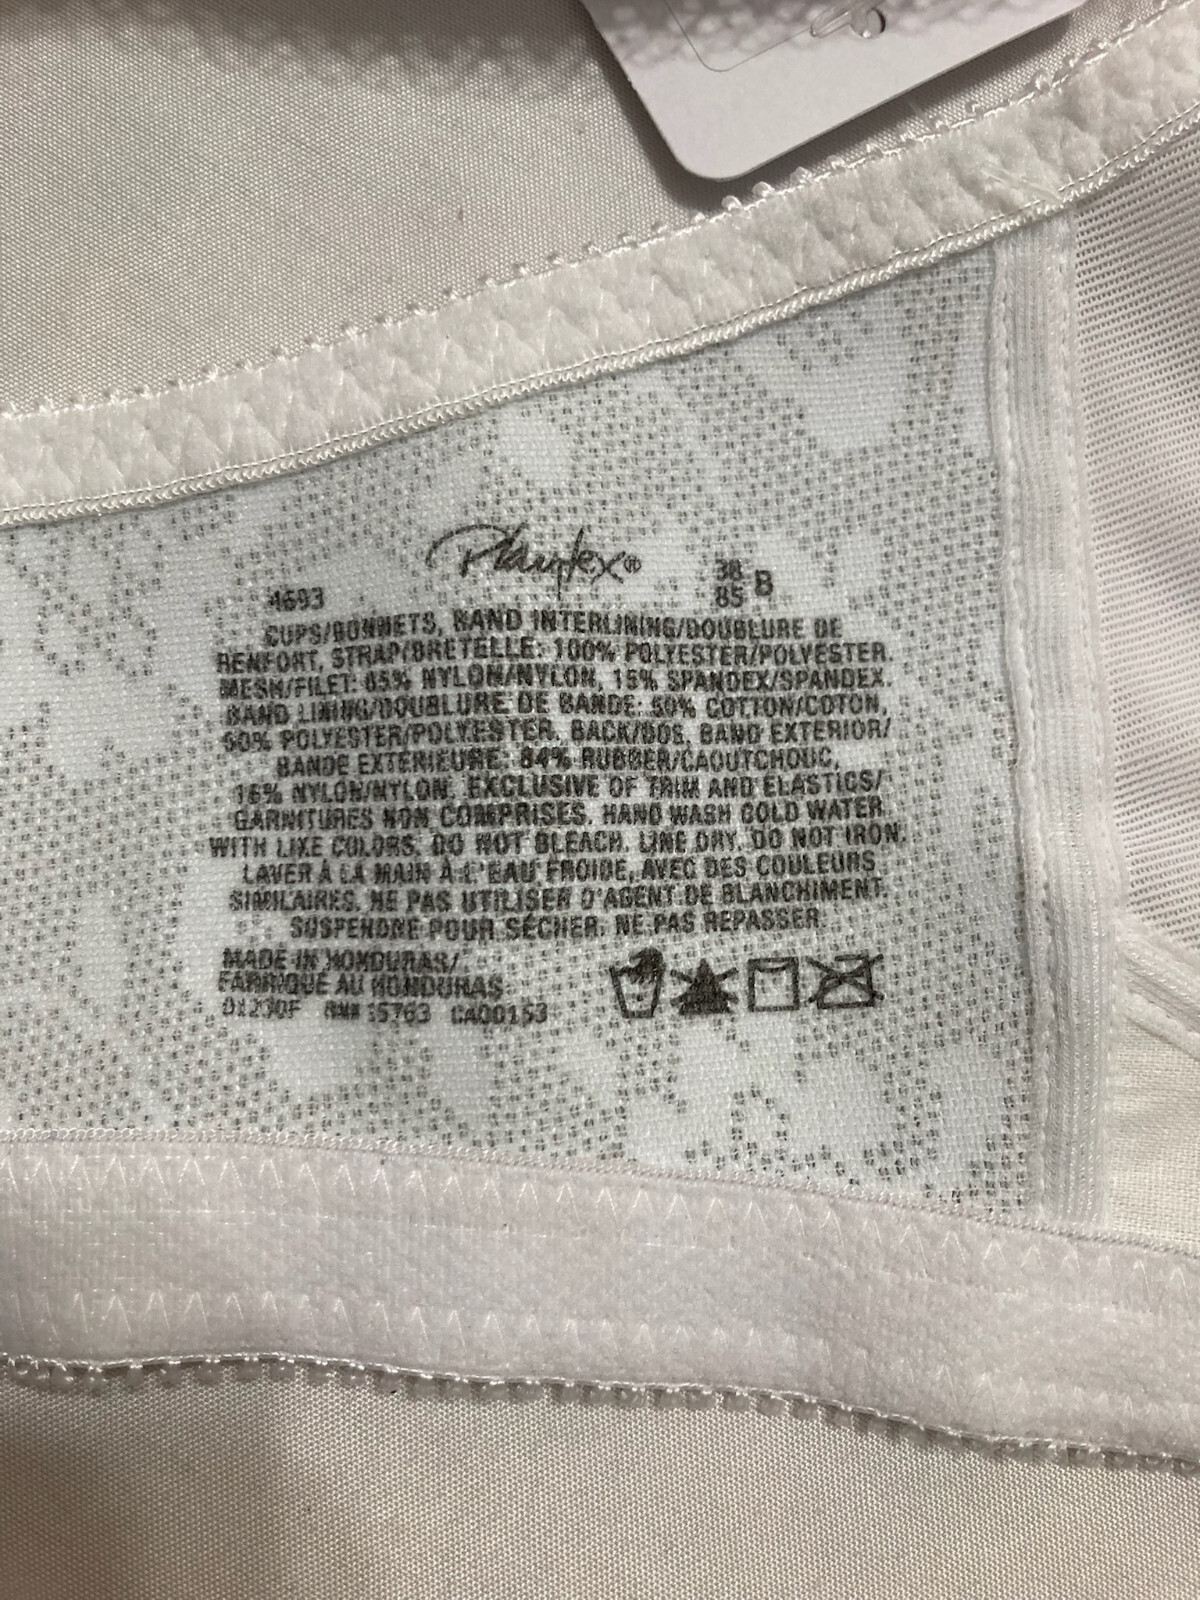 Playtex®
38
85 B
4693
CUPS/BONNETS, BAND INTERLINING/DOUBLURE DE
RENFORT, STRAP/BRETELLE: 100% POLYESTER/POLYESTER.
MESH/FILET: 85% NYLON/NYLON, 15% SPANDEX/SPANDEX.
BAND LINING/DOUBLURE DE BANDE: 50% COTTON/COTON,
50% POLYESTER/POLYESTER. BACK/DOS, BAND EXTERIOR/
BANDE EXTERIEURE: 84% RUBBER/CAOUTCHOUC,
16% NYLON/NYLON. EXCLUSIVE OF TRIM AND ELASTICS/
GARNITURES NON COMPRISES. HAND WASH COLD WATER
WITH LIKE COLORS. DO NOT BLEACH. LINE DRY. DO NOT IRON.
LAVER À LA MAIN À L'EAU FROIDE, AVEC DES COULEURS
SIMILAIRES. NE PAS UTILISER D'AGENT DE BLANCHIMENT.
SUSPENDRE POUR SÉCHER. NE PAS REPASSER.
MADE IN HONDURAS/
FABRIQUÉ AU HONDURAS
RN# 15763 CA00153